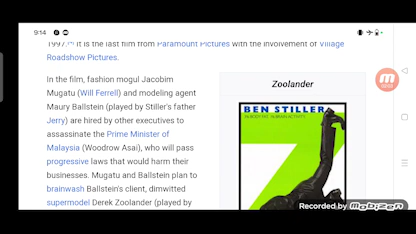 9:14
1997. It is the last film from Paramount Pictures with the involvement of Village
Roadshow Pictures.
In the film, fashion mogul Jacobim
Mugatu (Will Ferrell) and modeling agent
Maury Ballstein (played by Stiller's father
Jerry) are hired by other executives to
assassinate the Prime Minister of
Malaysia (Woodrow Asai), who will pass
progressive laws that would harm their
businesses. Mugatu and Ballstein plan to
brainwash Ballstein's client, dimwitted
supermodel Derek Zoolander (played by
Zoolander
BEN STILLER
Recorded by Mobizen